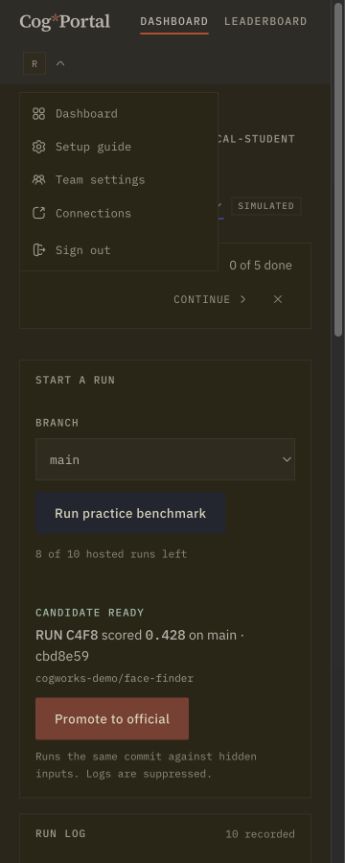 Cog*Portal
DASHBOARD
LEADERBOARD
R
Dashboard
Setup guide
Team settings
Connections
Sign out
CAL-STUDENT
SIMULATED
0 of 5 done
CONTINUE
START A RUN
BRANCH
main
Run practice benchmark
8 of 10 hosted runs left
CANDIDATE READY
RUN C4F8 scored 0.428 on main ·
cbd8e59
cogworks-demo/face-finder
Promote to official
Runs the same commit against hidden
inputs. Logs are suppressed.
RUN LOG
10 recorded